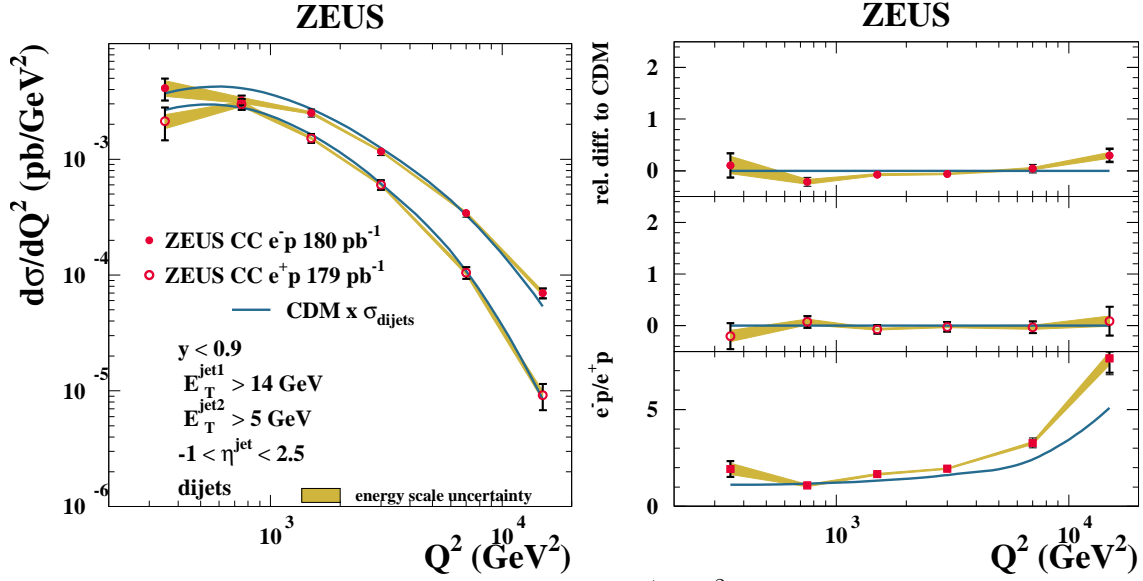 ZEUS
dσ/dQ² (pb/GeV²)
10⁻³
10⁻⁴
10⁻⁵
10⁻⁶
ZEUS CC e⁻p 180 pb⁻¹
ZEUS CC e⁺p 179 pb⁻¹
CDM x σ_dijets
y < 0.9
E_T^jet1 > 14 GeV
E_T^jet2 > 5 GeV
-1 < η^jet < 2.5
dijets
energy scale uncertainty
10³
10⁴
Q² (GeV²)
ZEUS
rel. diff. to CDM
2
1
0
2
1
0
e⁻p/e⁺p
5
0
10³
10⁴
Q² (GeV²)